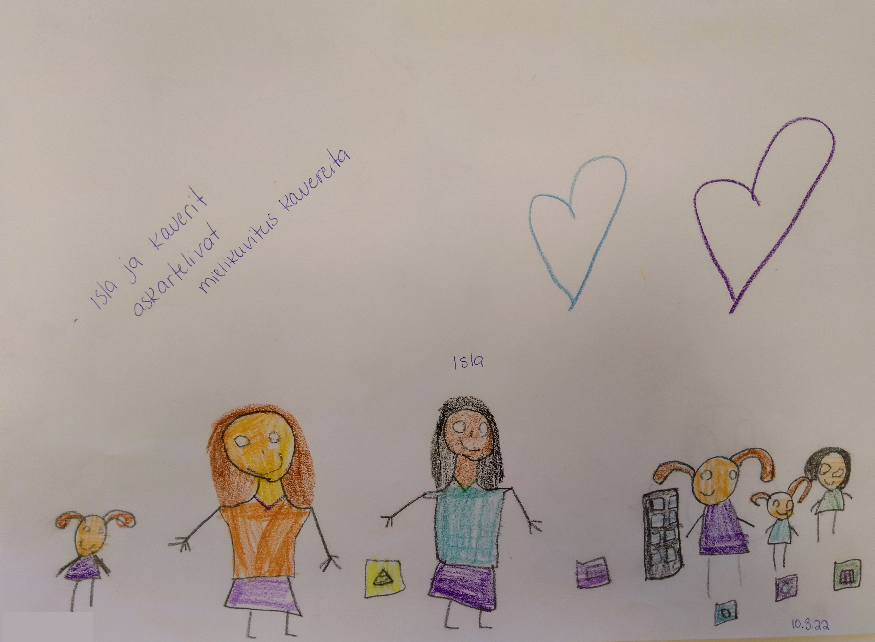 - isla ja kaverit
askartelivat
mielikuvitus kavereita
isla
10.8.22